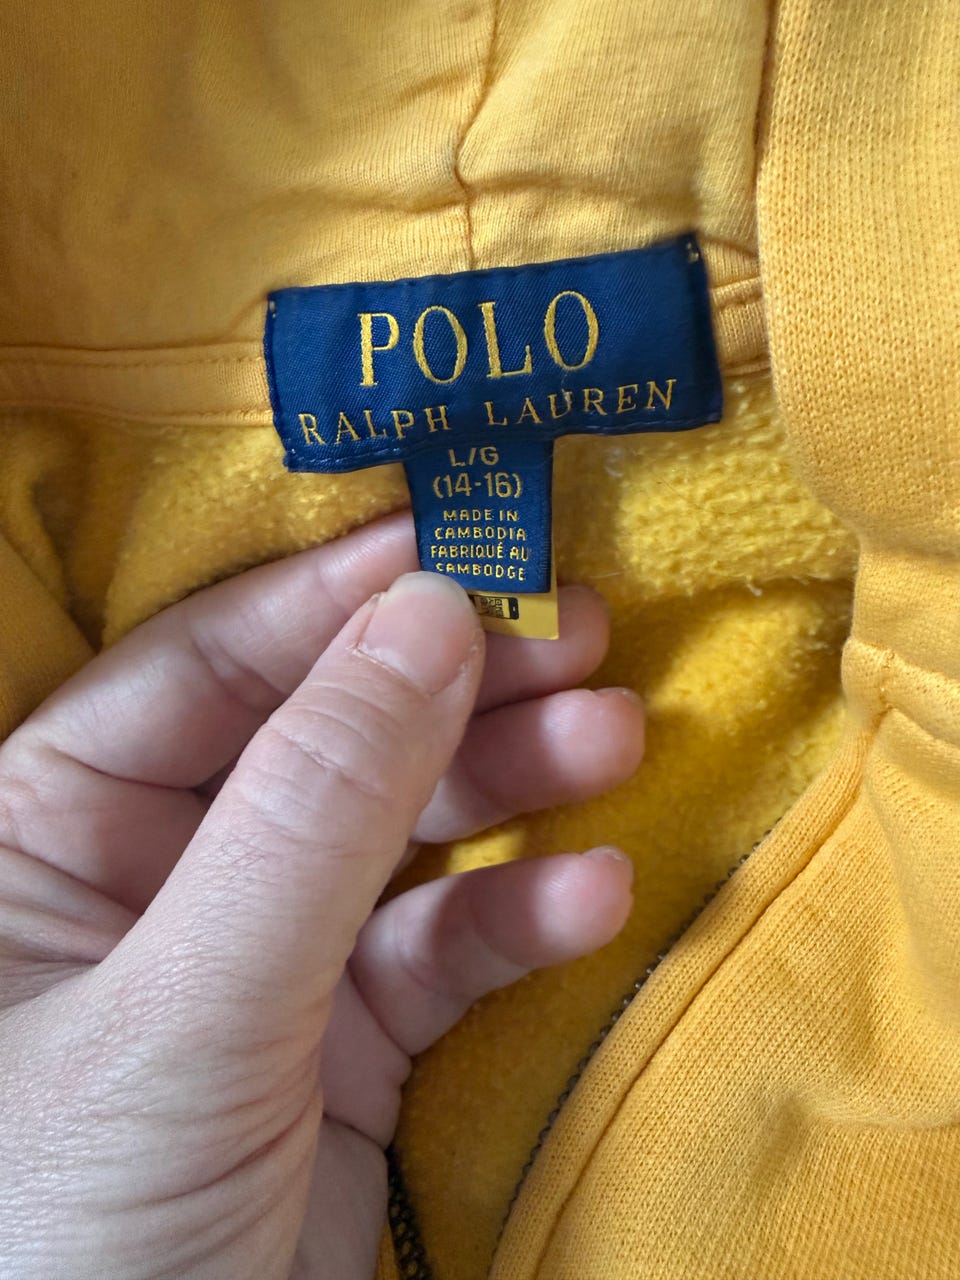 POLO
RALPH LAUREN
L/G
(14-16)
MADE IN
CAMBODIA
FABRIQUÉ AU
CAMBODGE